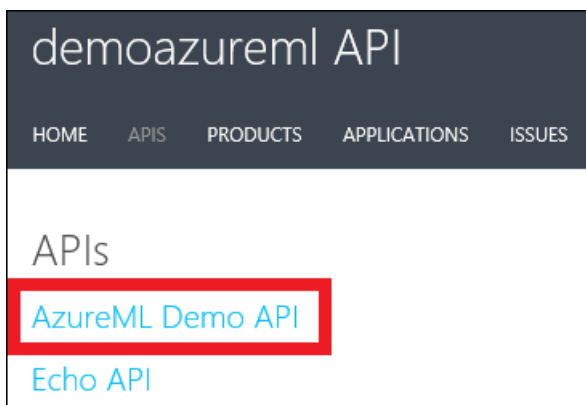 demoazureml API
HOME APIS PRODUCTS APPLICATIONS ISSUES
APIs
AzureML Demo API
Echo API